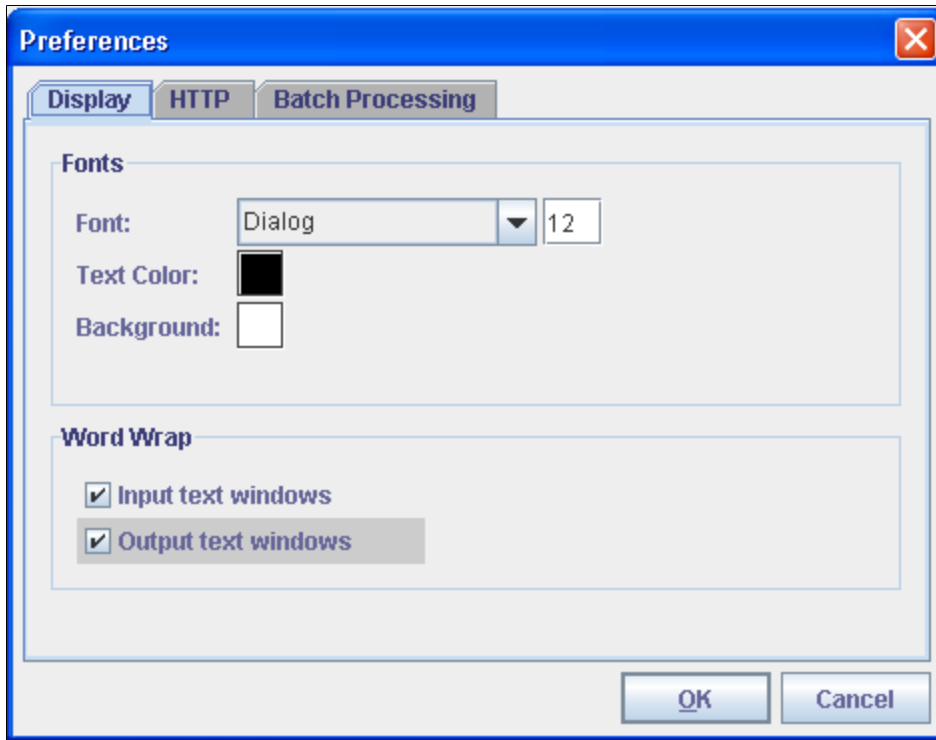 Preferences
Display HTTP Batch Processing
Fonts
Font: Dialog 12
Text Color:
Background:
Word Wrap
Input text windows
Output text windows
OK Cancel